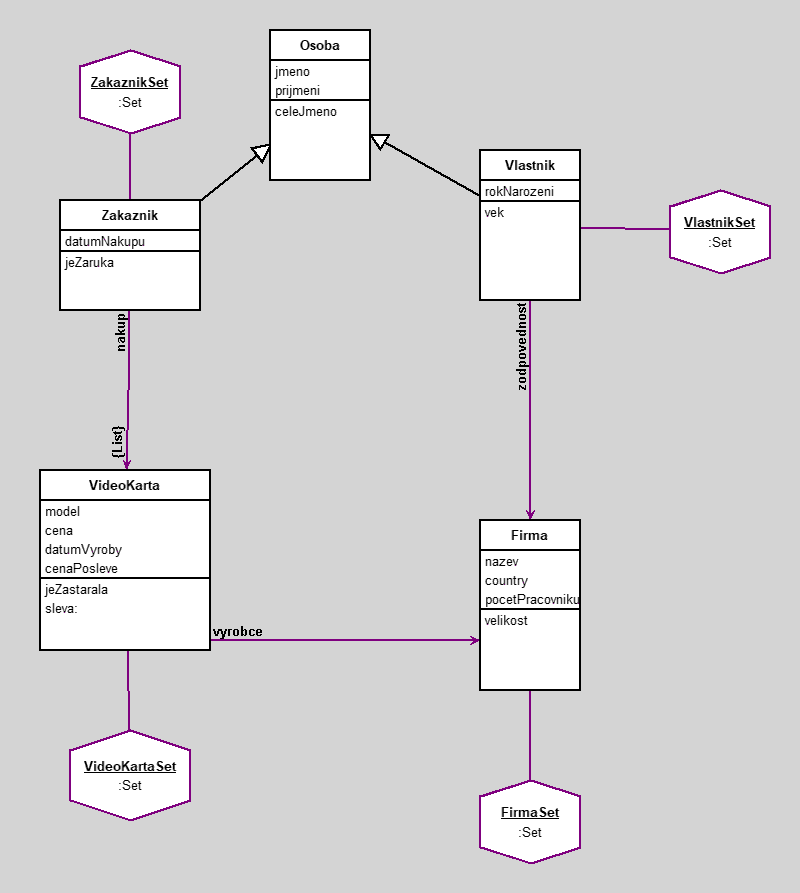 Osoba
jmeno
prijmeni
celeJmeno
ZakaznikSet
:Set
Vlastnik
rokNarozeni
vek
Zakaznik
datumNakupu
jeZaruka
VlastnikSet
:Set
nakup
{List}
zodpovednost
VideoKarta
model
cena
datumVyroby
cenaPosleve
jeZastarala
sleva:
vyrobce
Firma
nazev
country
pocetPracovniku
velikost
VideoKartaSet
:Set
FirmaSet
:Set